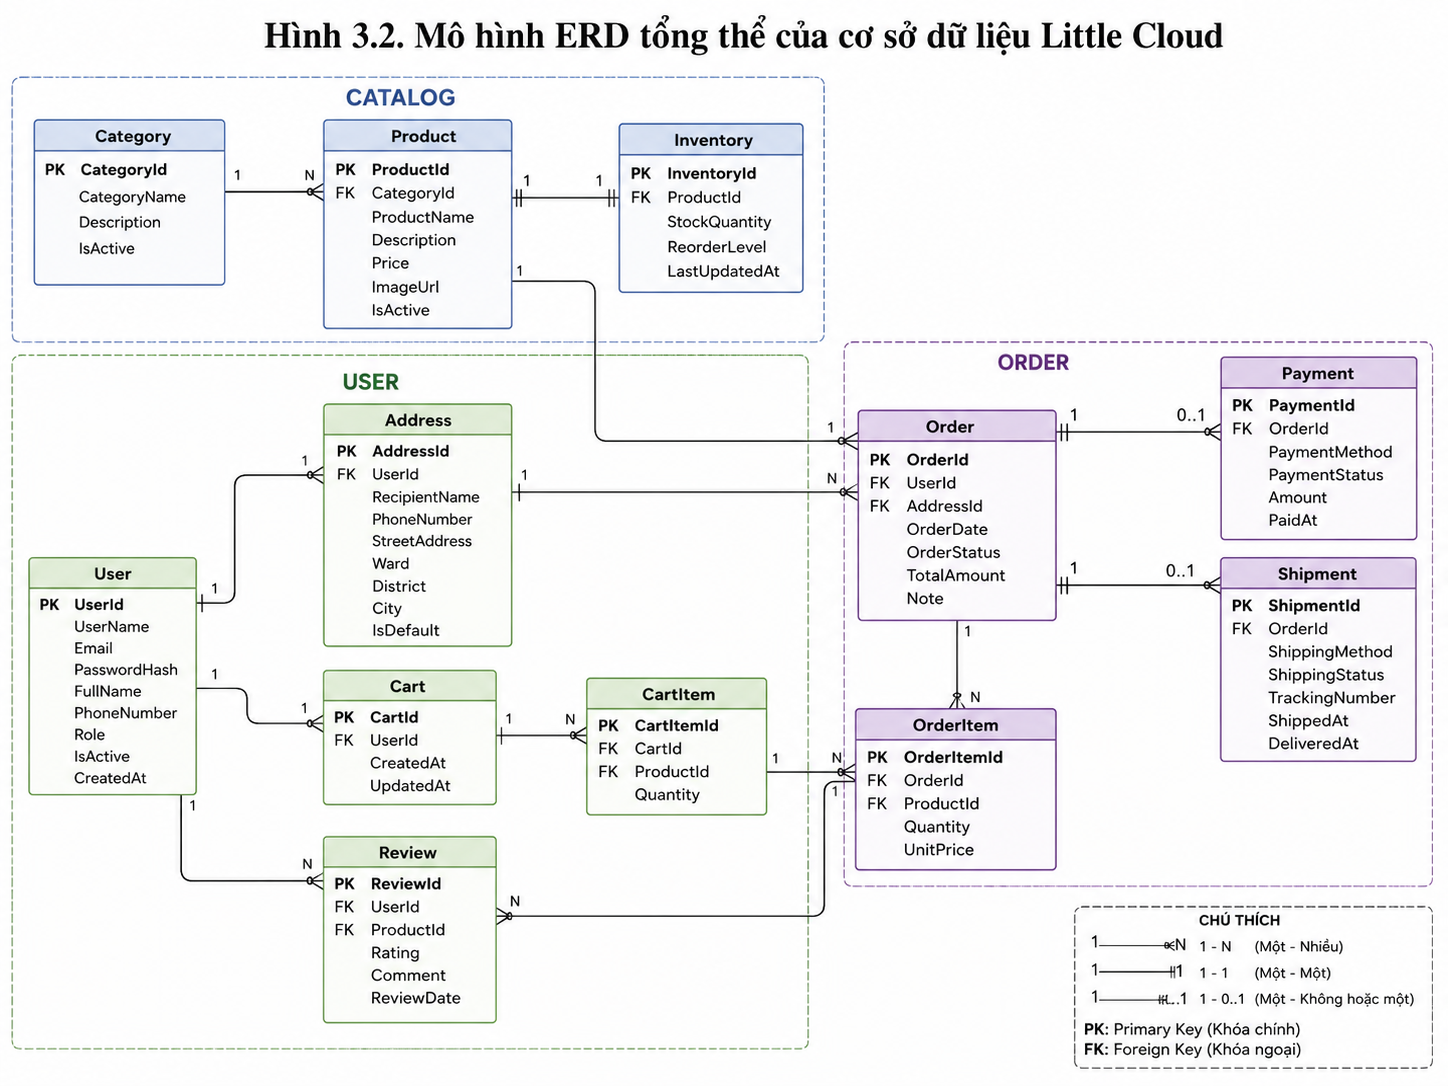 Hình 3.2. Mô hình ERD tổng thể của cơ sở dữ liệu Little Cloud
CATALOG
Category
PK CategoryId
CategoryName
Description
IsActive
1 N
Product
PK ProductId
FK CategoryId
ProductName
Description
Price
ImageUrl
IsActive
1 1
1
Inventory
PK InventoryId
FK ProductId
StockQuantity
ReorderLevel
LastUpdatedAt
USER
Address
PK AddressId
FK UserId
RecipientName
PhoneNumber
StreetAddress
Ward
District
City
IsDefault
1
1 N
User
PK UserId
UserName
Email
PasswordHash
FullName
PhoneNumber
Role
IsActive
CreatedAt
1
1
1
1
Cart
PK CartId
FK UserId
CreatedAt
UpdatedAt
1 N
CartItem
PK CartItemId
FK CartId
FK ProductId
Quantity
1 N
Review
PK ReviewId
FK UserId
FK ProductId
Rating
Comment
ReviewDate
N
N
1
ORDER
Order
PK OrderId
FK UserId
FK AddressId
OrderDate
OrderStatus
TotalAmount
Note
1
1 0..1
1 0..1
1
N
Payment
PK PaymentId
FK OrderId
PaymentMethod
PaymentStatus
Amount
PaidAt
Shipment
PK ShipmentId
FK OrderId
ShippingMethod
ShippingStatus
TrackingNumber
ShippedAt
DeliveredAt
OrderItem
PK OrderItemId
FK OrderId
FK ProductId
Quantity
UnitPrice
CHÚ THÍCH
1 N 1 - N (Một - Nhiều)
1 1 1 - 1 (Một - Một)
1 ..1 1 - 0..1 (Một - Không hoặc một)
PK: Primary Key (Khóa chính)
FK: Foreign Key (Khóa ngoại)